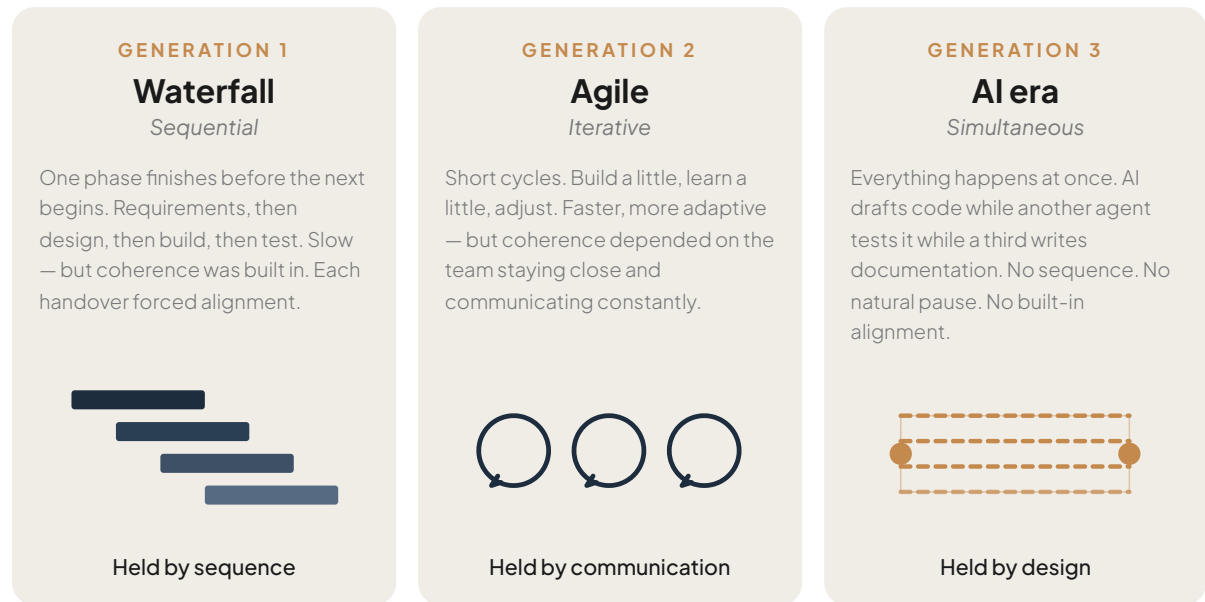 GENERATION 1
Waterfall
Sequential
One phase finishes before the next
begins. Requirements, then
design, then build, then test. Slow
— but coherence was built in. Each
handover forced alignment.
Held by sequence
GENERATION 2
Agile
Iterative
Short cycles. Build a little, learn a
little, adjust. Faster, more adaptive
— but coherence depended on the
team staying close and
communicating constantly.
Held by communication
GENERATION 3
AI era
Simultaneous
Everything happens at once. AI
drafts code while another agent
tests it while a third writes
documentation. No sequence. No
natural pause. No built-in
alignment.
Held by design